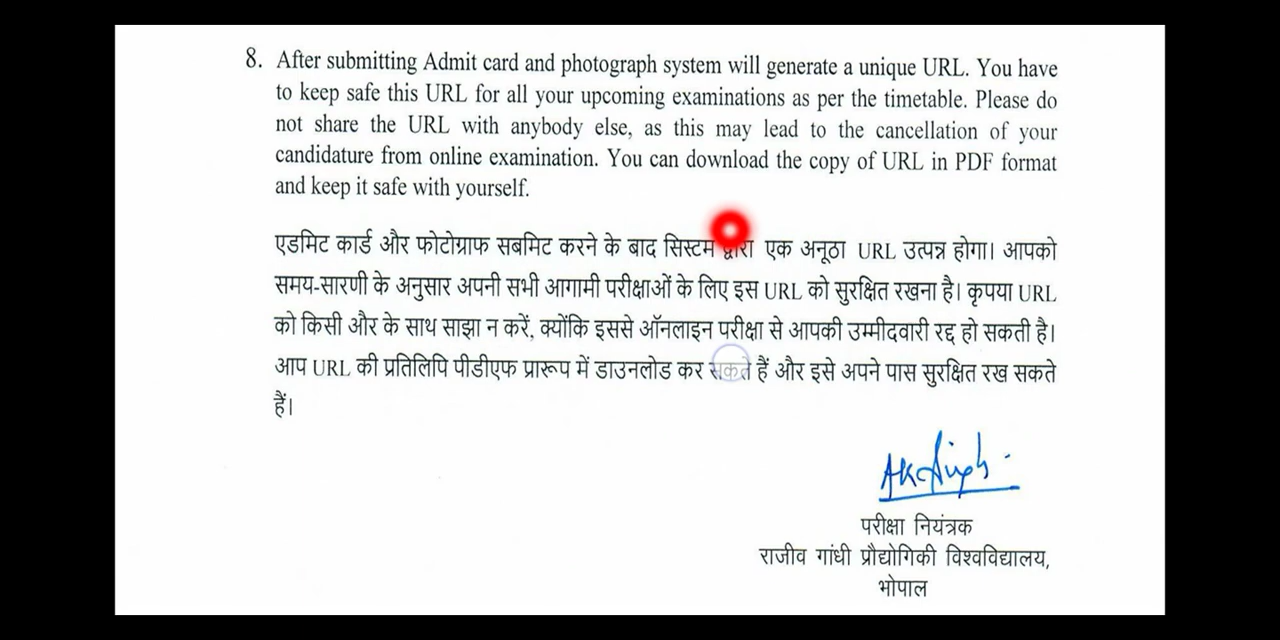 8. After submitting Admit card and photograph system will generate a unique URL. You have
to keep safe this URL for all your upcoming examinations as per the timetable. Please do
not share the URL with anybody else, as this may lead to the cancellation of your
candidature from online examination. You can download the copy of URL in PDF format
and keep it safe with yourself.
एडमिट कार्ड और फोटोग्राफ सबमिट करने के बाद सिस्टम द्वारा एक अनूठा URL उत्पन्न होगा। आपको
समय-सारणी के अनुसार अपनी सभी आगामी परीक्षाओं के लिए इस URL को सुरक्षित रखना है। कृपया URL
को किसी और के साथ साझा न करें, क्योंकि इससे ऑनलाइन परीक्षा से आपकी उम्मीदवारी रद्द हो सकती है।
आप URL की प्रतिलिपि पीडीएफ प्रारूप में डाउनलोड कर सकते हैं और इसे अपने पास सुरक्षित रख सकते
हैं।
AKSingh
परीक्षा नियंत्रक
राजीव गांधी प्रौद्योगिकी विश्वविद्यालय,
भोपाल